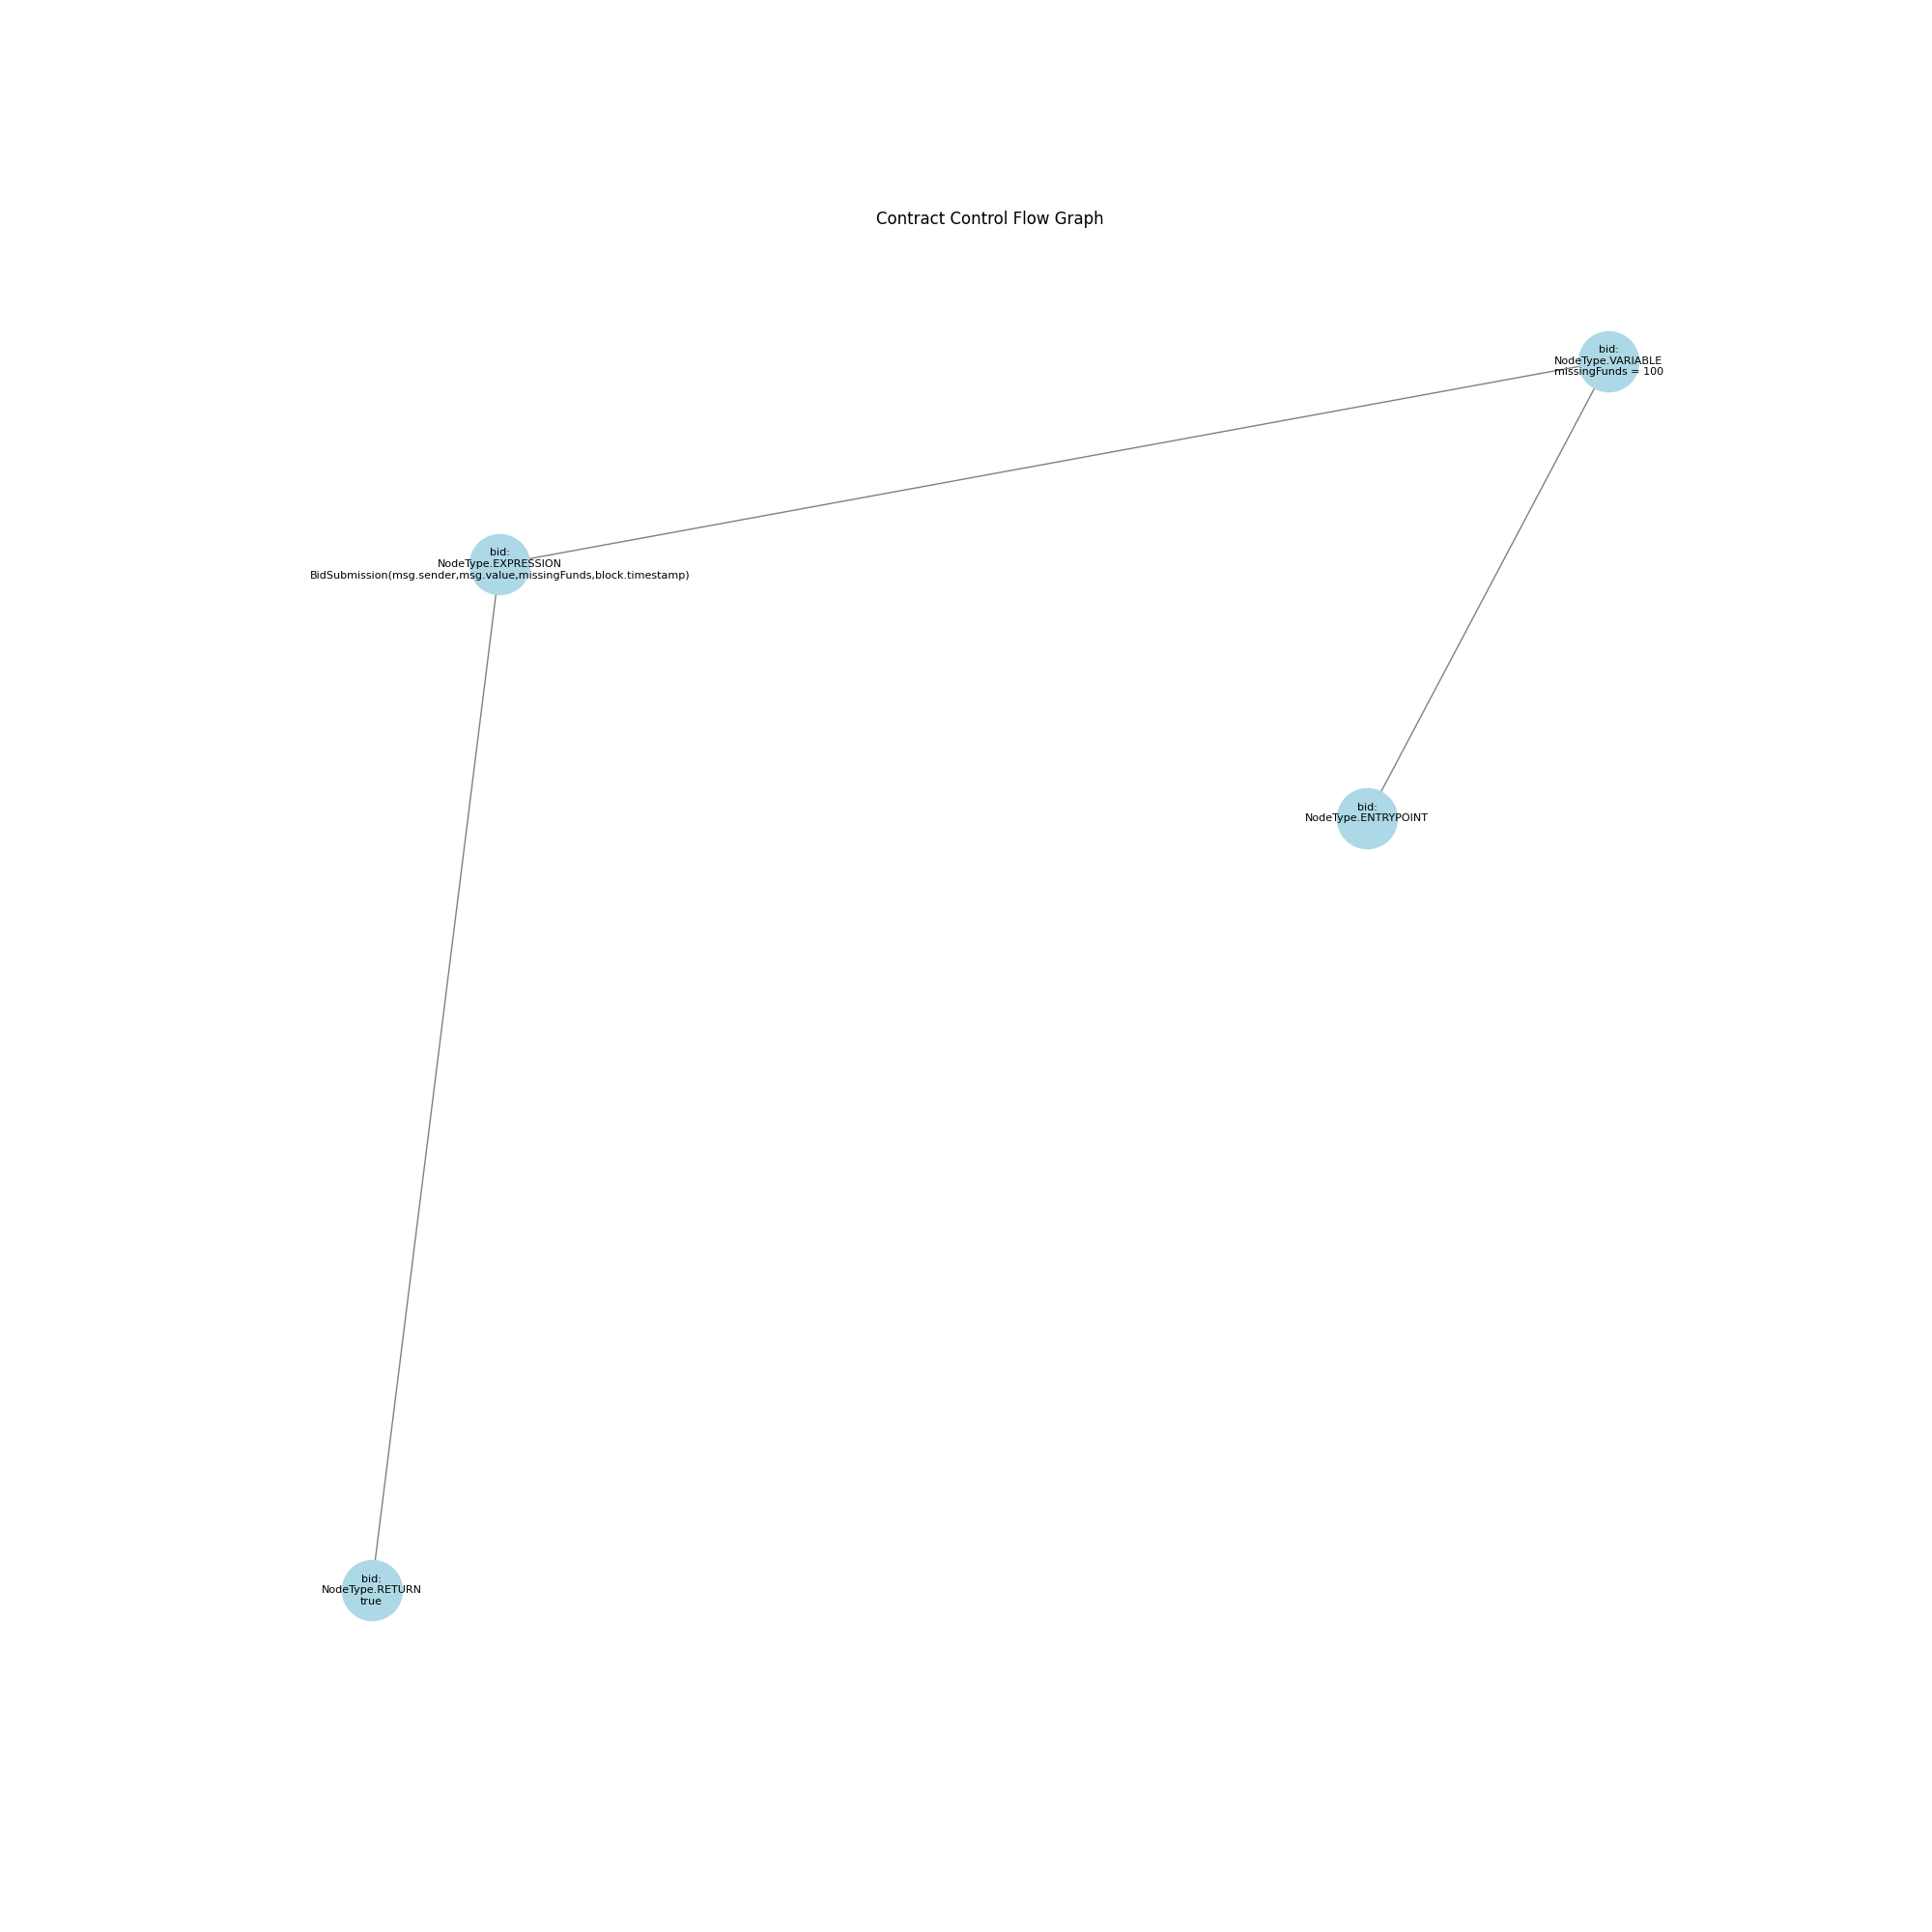 Contract Control Flow Graph
bid:
NodeType.VARIABLE
missingFunds = 100
bid:
NodeType.EXPRESSION
BidSubmission(msg.sender,msg.value,missingFunds,block.timestamp)
bid:
NodeType.ENTRYPOINT
bid:
NodeType.RETURN
true